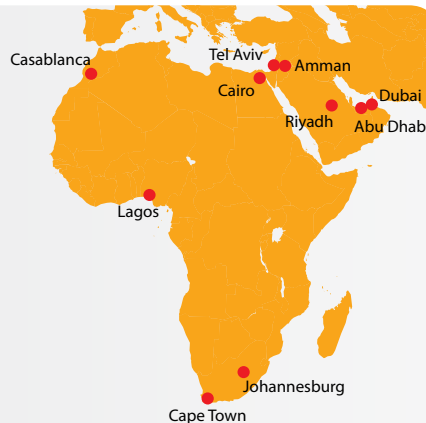 Casablanca
Tel Aviv
Amman
Cairo
Dubai
Riyadh
Abu Dhab
Lagos
Johannesburg
Cape Town